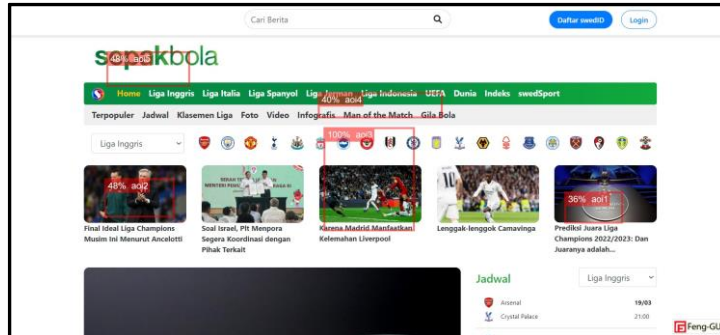 Cari Berita
Daftar swedID
Login
sepakbola
48% aoi5
Home Liga Inggris Liga Italia Liga Spanyol Liga Jerman Liga Indonesia UEFA Dunia Indeks swedSport
40% aoi4
Terpopuler Jadwal Klasemen Liga Foto Video Infografis Man of the Match Gila Bola
100% aoi3
Liga Inggris
48% aoi2
36% aoi1
Final Ideal Liga Champions
Musim Ini Menurut Ancelotti
Soal Israel, Plt Menpora
Segera Koordinasi dengan
Pihak Terkait
Karena Madrid Manfaatkan
Kelemahan Liverpool
Lenggak-lenggok Camavinga
Prediksi Juara Liga
Champions 2022/2023: Dan
Juaranya adalah...
Jadwal
Liga Inggris
Arsenal 19/03
Crystal Palace 21:00
Feng-GU